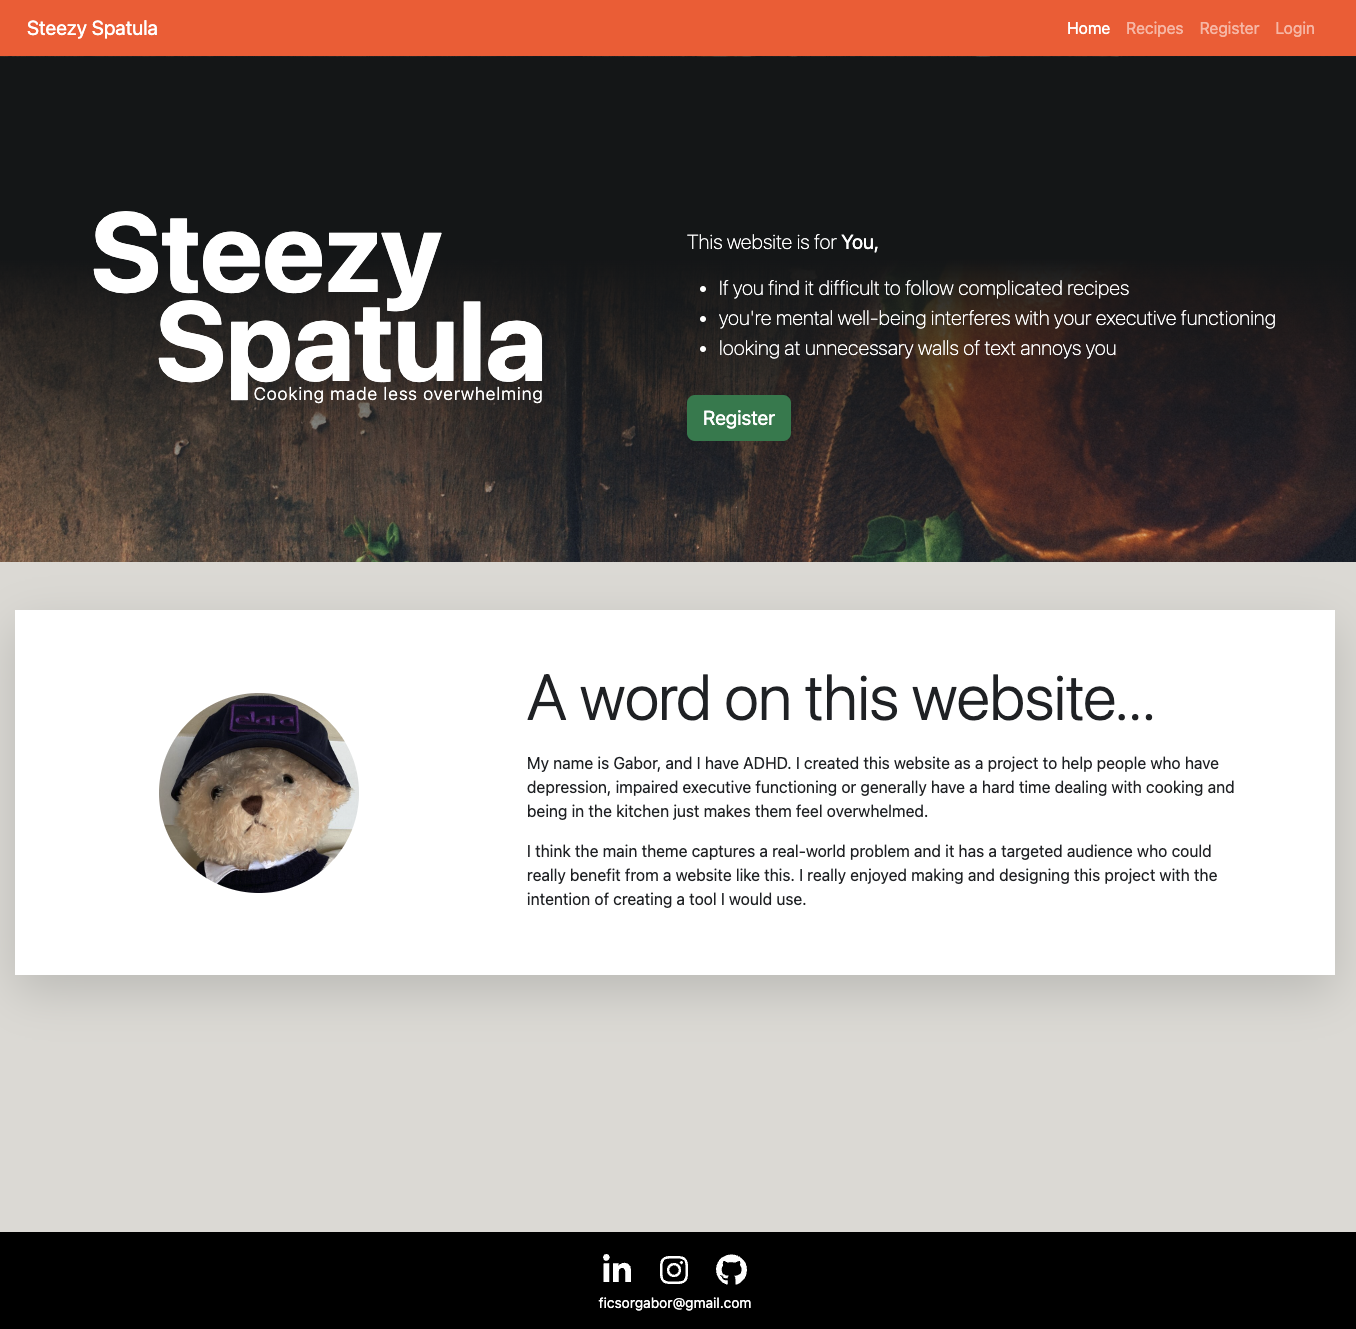 Steezy Spatula
Home Recipes Register Login
Steezy
Spatula
Cooking made less overwhelming
This website is for You,
• If you find it difficult to follow complicated recipes
• you're mental well-being interferes with your executive functioning
• looking at unnecessary walls of text annoys you
Register
elara
A word on this website...
My name is Gabor, and I have ADHD. I created this website as a project to help people who have
depression, impaired executive functioning or generally have a hard time dealing with cooking and
being in the kitchen just makes them feel overwhelmed.
I think the main theme captures a real-world problem and it has a targeted audience who could
really benefit from a website like this. I really enjoyed making and designing this project with the
intention of creating a tool I would use.
in
ficsorgabor@gmail.com